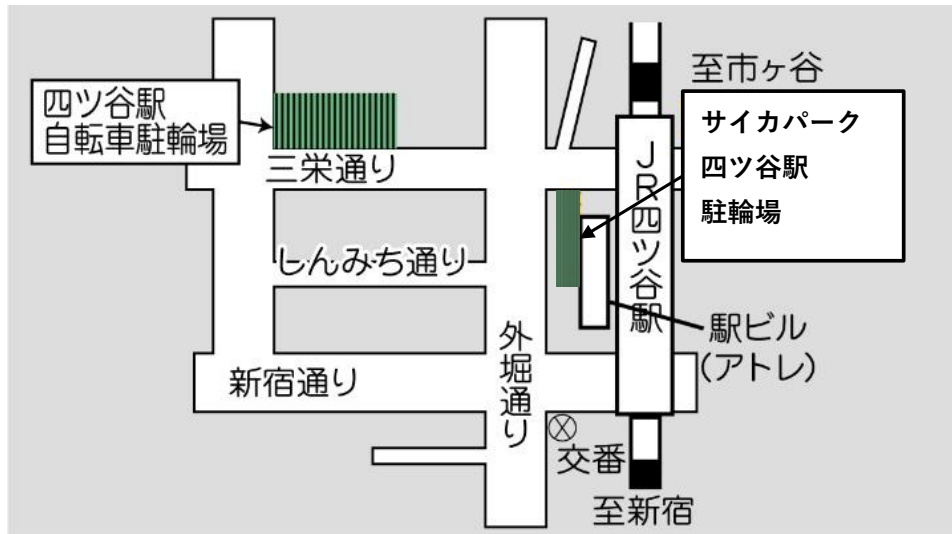 四ツ谷駅
自転車駐輪場
三栄通り
しんみち通り
新宿通り
外堀通り
交番
至新宿
JR四ツ谷駅
至市ヶ谷
サイカパーク
四ツ谷駅
駐輪場
駅ビル
(アトレ)